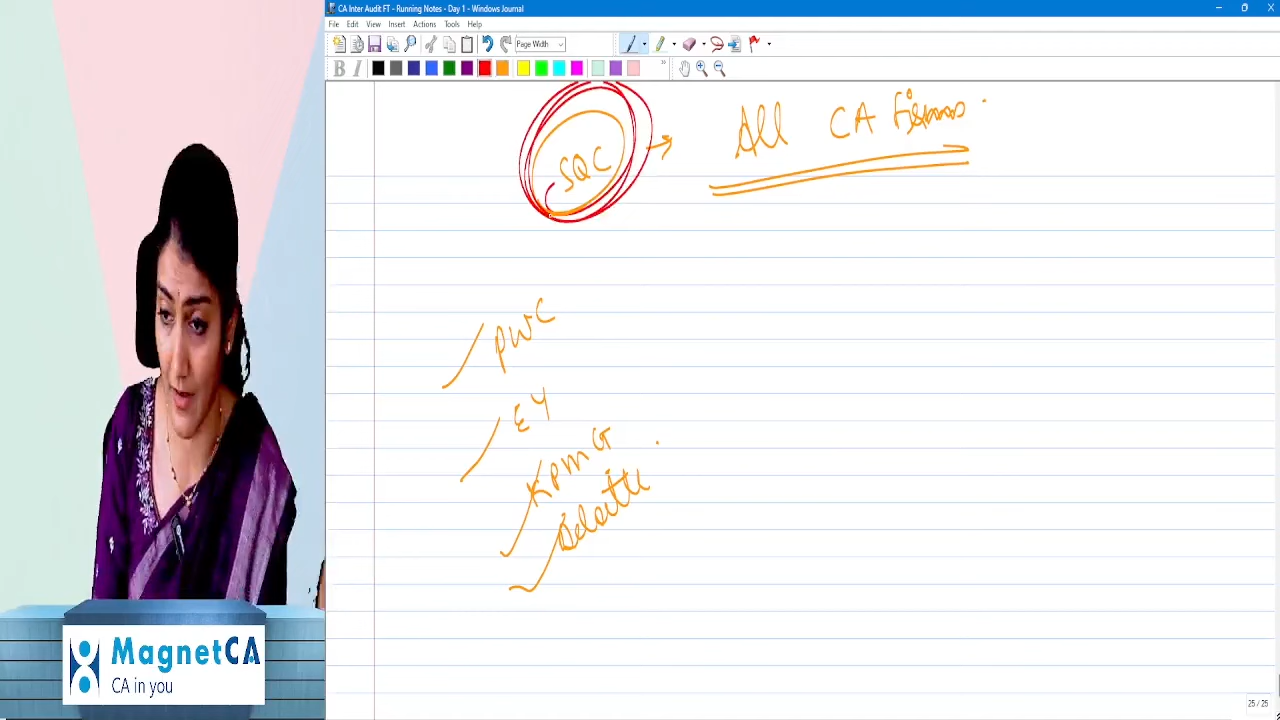 CA Inter Audit FT - Running Notes - Day 1 - Windows Journal
File Edit View Insert Actions Tools Help
Page Width
B I
SQC → All CA firms.
PWC
EY
KPMG
Deloitte
MagnetCA
CA in you
25 / 25